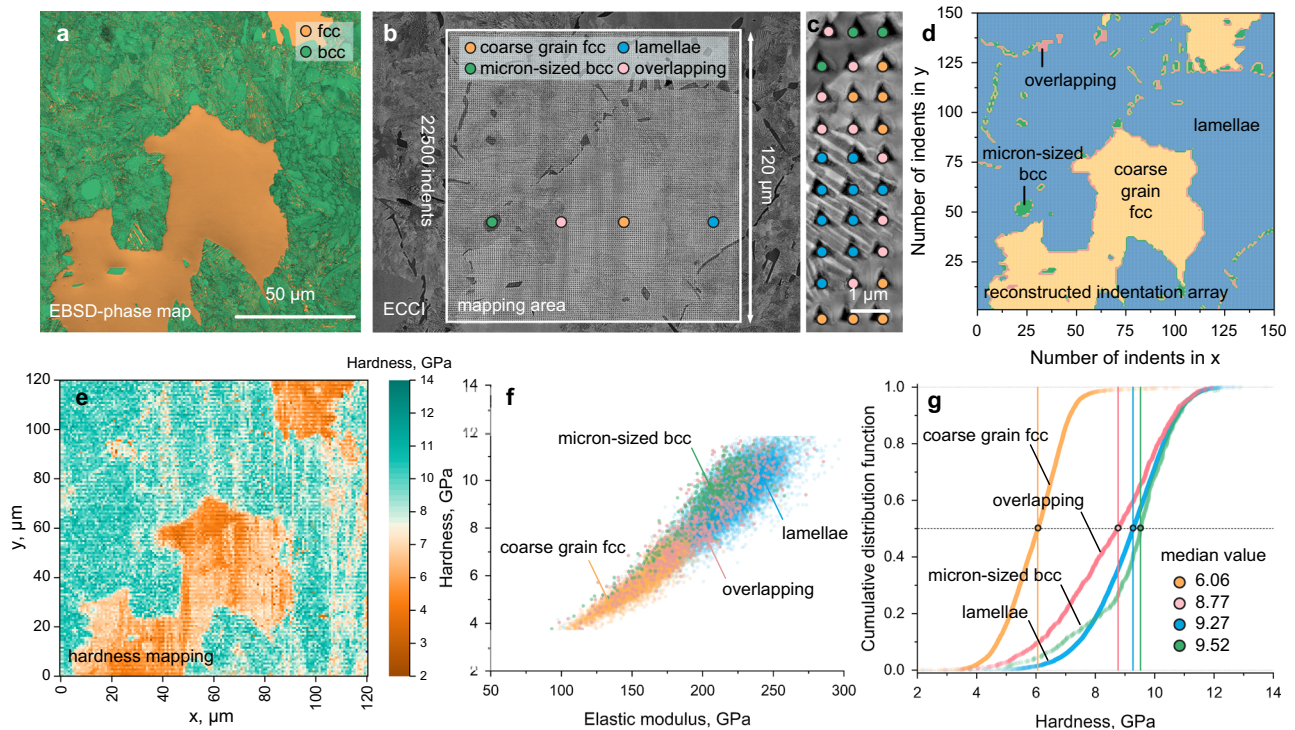 a
fcc
bcc
50 µm
EBSD-phase map
b
coarse grain fcc
lamellae
micron-sized bcc
overlapping
22500 indents
120 µm
ECCI
mapping area
c
1 µm
d
150
125
100
75
50
25
25
50
75
100
125
150
Number of indents in y
Number of indents in x
overlapping
lamellae
micron-sized
bcc
coarse
grain
fcc
reconstructed indentation array
e
Hardness, GPa
14
13
12
11
10
9
8
7
6
5
4
3
2
120
100
80
60
40
20
0
0
20
40
60
80
100
120
y, µm
x, µm
hardness mapping
f
14
12
10
8
6
4
2
50
100
150
200
250
300
Hardness, GPa
Elastic modulus, GPa
micron-sized bcc
lamellae
coarse grain fcc
overlapping
g
1.0
0.8
0.6
0.4
0.2
0.0
2
4
6
8
10
12
14
Cumulative distribution function
Hardness, GPa
coarse grain fcc
overlapping
micron-sized bcc
lamellae
median value
6.06
8.77
9.27
9.52